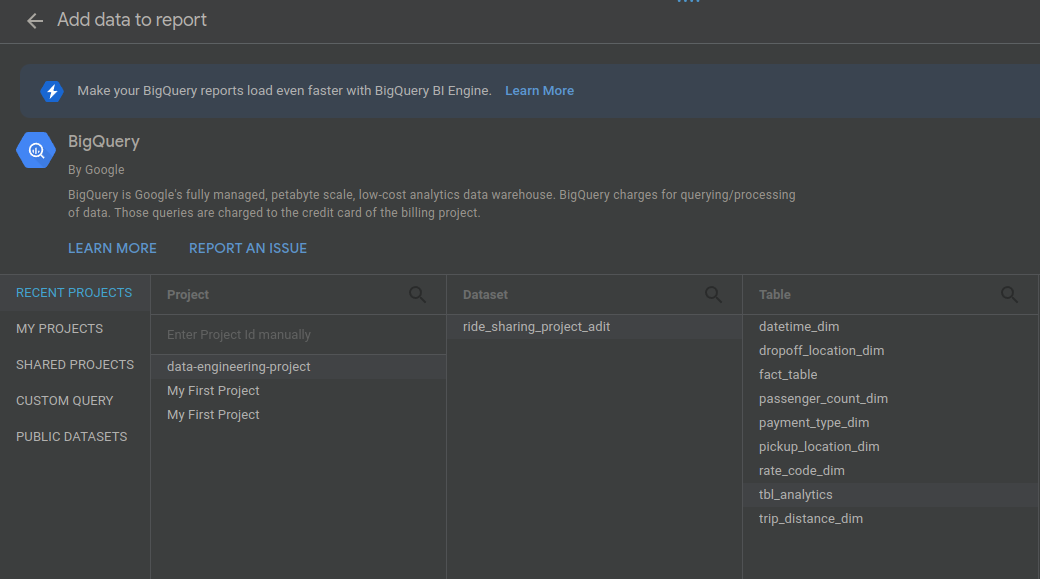 Add data to report
Make your BigQuery reports load even faster with BigQuery BI Engine. Learn More
BigQuery
By Google
BigQuery is Google's fully managed, petabyte scale, low-cost analytics data warehouse. BigQuery charges for querying/processing
of data. Those queries are charged to the credit card of the billing project.
LEARN MORE REPORT AN ISSUE
RECENT PROJECTS
MY PROJECTS
SHARED PROJECTS
CUSTOM QUERY
PUBLIC DATASETS
Project
Enter Project Id manually
data-engineering-project
My First Project
My First Project
Dataset
ride_sharing_project_adit
Table
datetime_dim
dropoff_location_dim
fact_table
passenger_count_dim
payment_type_dim
pickup_location_dim
rate_code_dim
tbl_analytics
trip_distance_dim